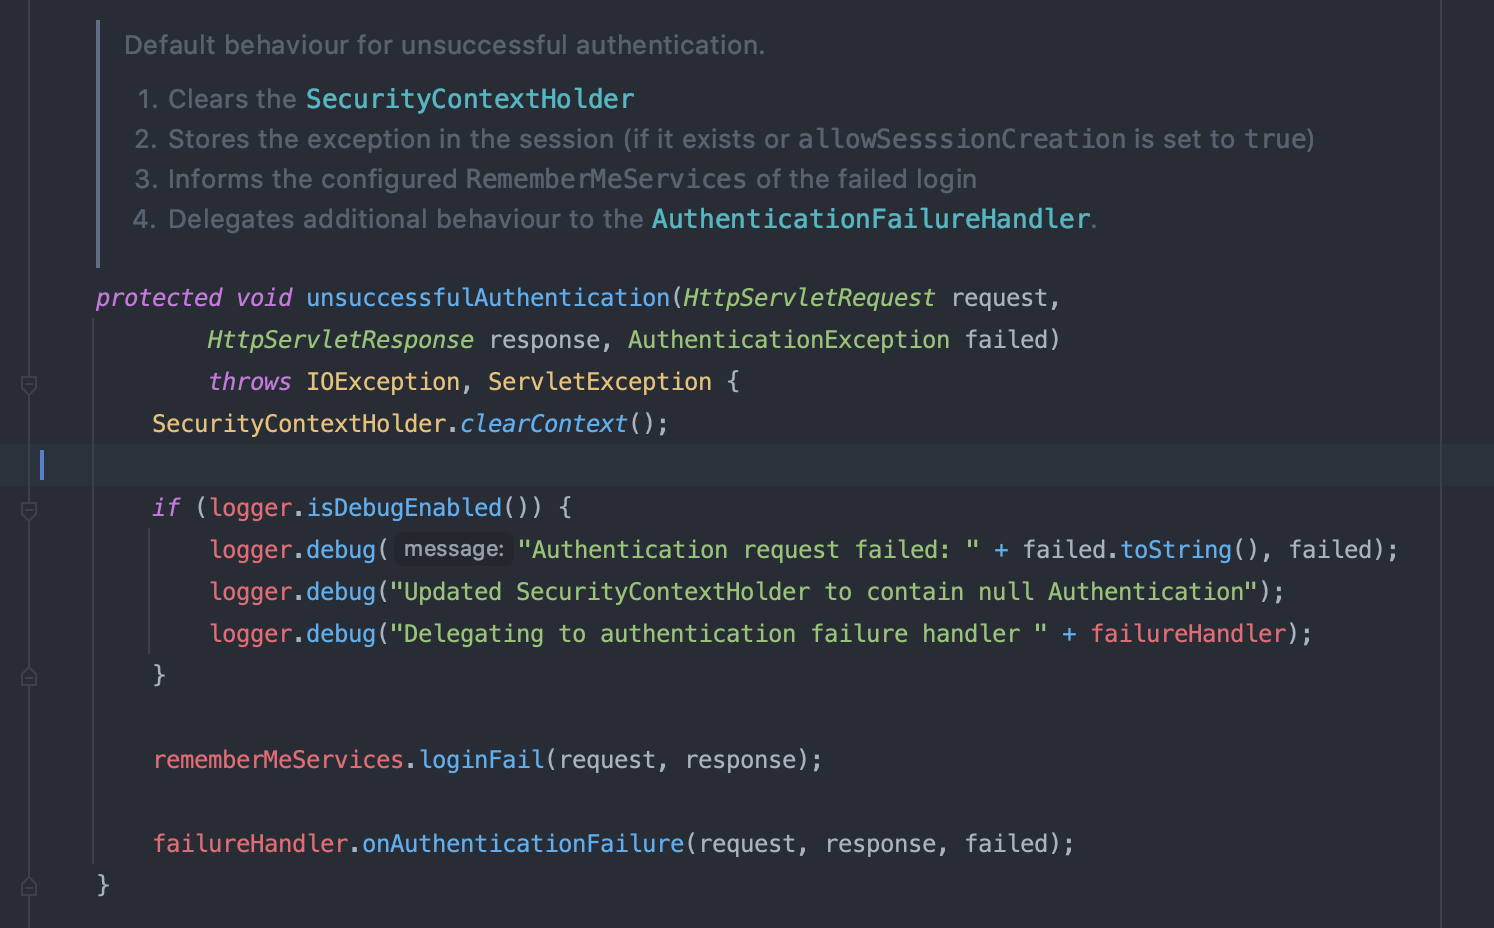 Default behaviour for unsuccessful authentication.
1. Clears the SecurityContextHolder
2. Stores the exception in the session (if it exists or allowSesssionCreation is set to true)
3. Informs the configured RememberMeServices of the failed login
4. Delegates additional behaviour to the AuthenticationFailureHandler.
protected void unsuccessfulAuthentication(HttpServletRequest request,
HttpServletResponse response, AuthenticationException failed)
throws IOException, ServletException {
SecurityContextHolder.clearContext();
if (logger.isDebugEnabled()) {
logger.debug( message: "Authentication request failed: " + failed.toString(), failed);
logger.debug("Updated SecurityContextHolder to contain null Authentication");
logger.debug("Delegating to authentication failure handler " + failureHandler);
}
rememberMeServices.loginFail(request, response);
failureHandler.onAuthenticationFailure(request, response, failed);
}